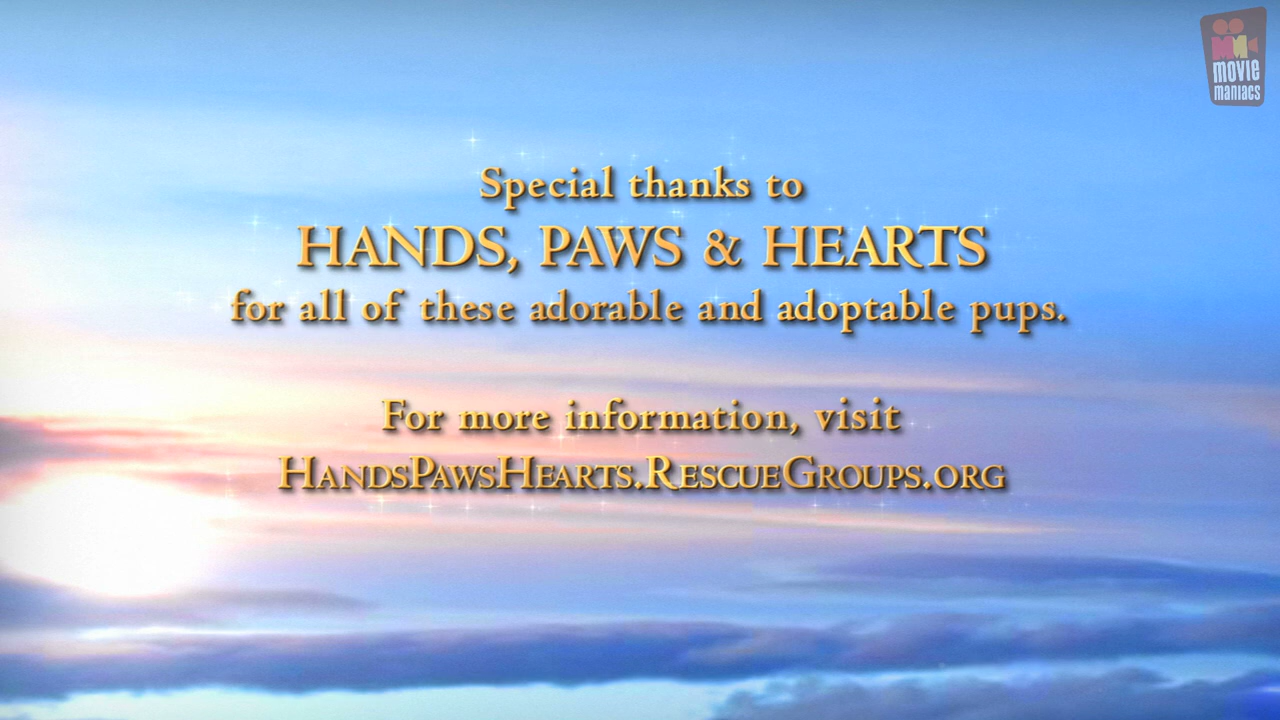 movie
maniacs
Special thanks to
HANDS, PAWS & HEARTS
for all of these adorable and adoptable pups.
For more information, visit
HANDSPAWSHEARTS.RESCUEGROUPS.ORG